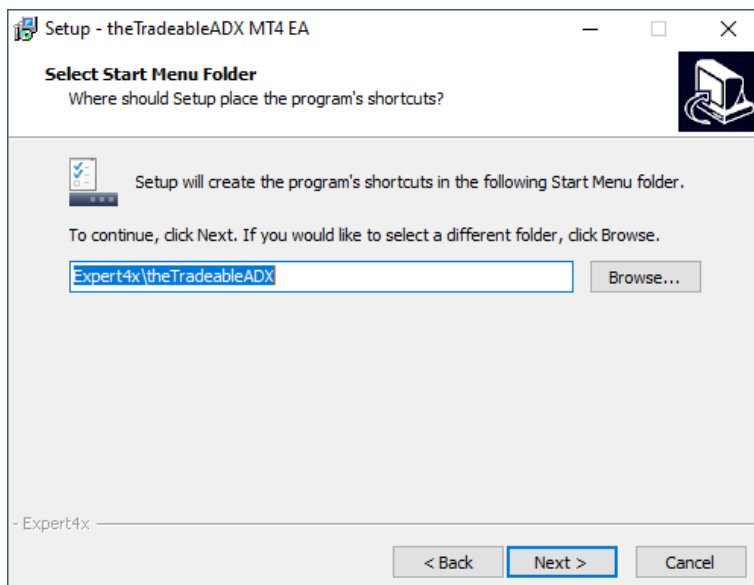 Setup - theTradeableADX MT4 EA
Select Start Menu Folder
Where should Setup place the program's shortcuts?
Setup will create the program's shortcuts in the following Start Menu folder.
To continue, click Next. If you would like to select a different folder, click Browse.
Expert4x\theTradeableADX
Browse...
- Expert4x
< Back
Next >
Cancel